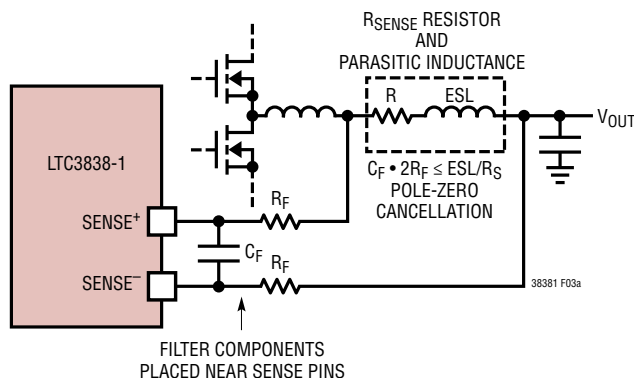 RSENSE RESISTOR
AND
PARASITIC INDUCTANCE
R
ESL
VOUT
LTC3838-1
CF • 2RF ≤ ESL/RS
POLE-ZERO
CANCELLATION
RF
SENSE+
CF
RF
SENSE–
38381 F03a
FILTER COMPONENTS
PLACED NEAR SENSE PINS